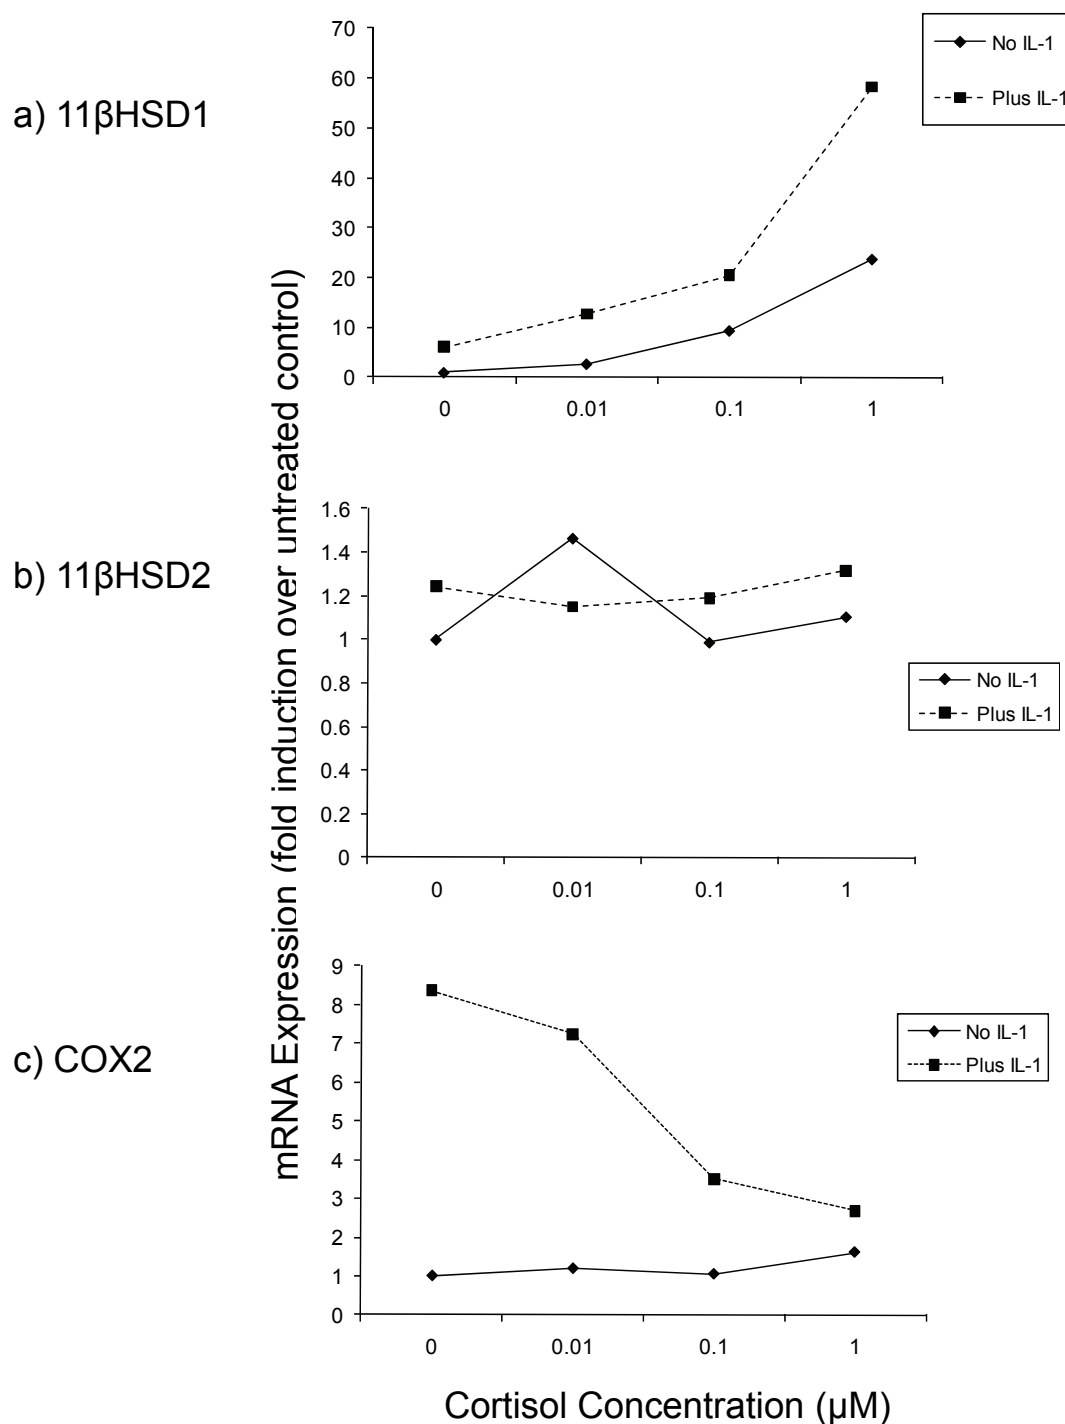 a) 11βHSD1
70
60
50
40
30
20
10
0
0 0.01 0.1 1
No IL-1
Plus IL-1
mRNA Expression (fold induction over untreated control)
b) 11βHSD2
1.6
1.4
1.2
1
0.8
0.6
0.4
0.2
0
0 0.01 0.1 1
No IL-1
Plus IL-1
c) COX2
9
8
7
6
5
4
3
2
1
0
0 0.01 0.1 1
No IL-1
Plus IL-1
Cortisol Concentration (μM)